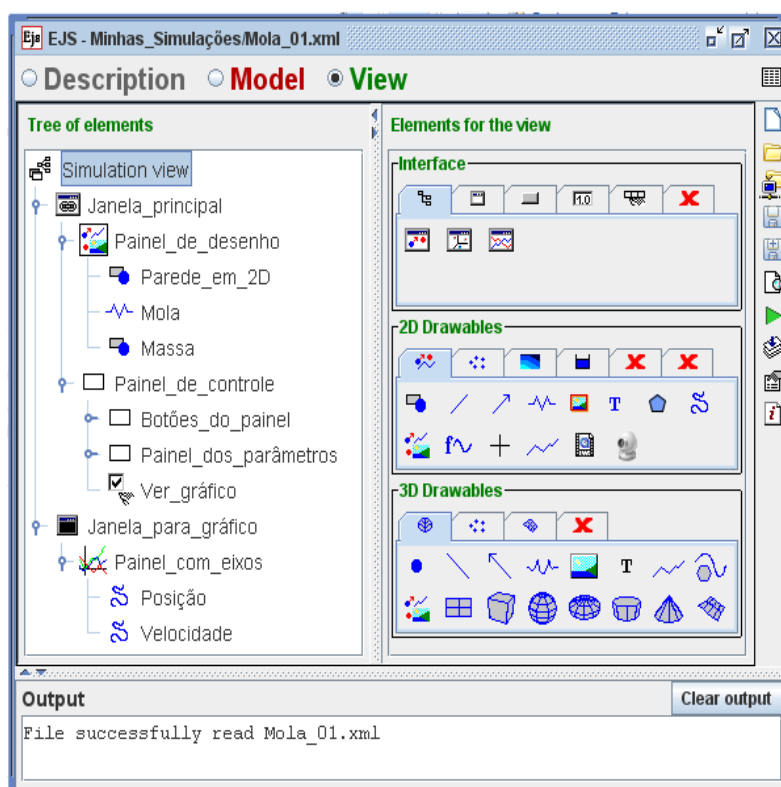 Ejs EJS - Minhas_Simulações/Mola_01.xml
Description Model View
Tree of elements
Simulation view
Janela_principal
Painel_de_desenho
Parede_em_2D
Mola
Massa
Painel_de_controle
Botões_do_painel
Painel_dos_parâmetros
Ver_gráfico
Janela_para_gráfico
Painel_com_eixos
Posição
Velocidade
Elements for the view
Interface
1.0
2D Drawables
T
f
3D Drawables
T
i
Output
Clear output
File successfully read Mola_01.xml